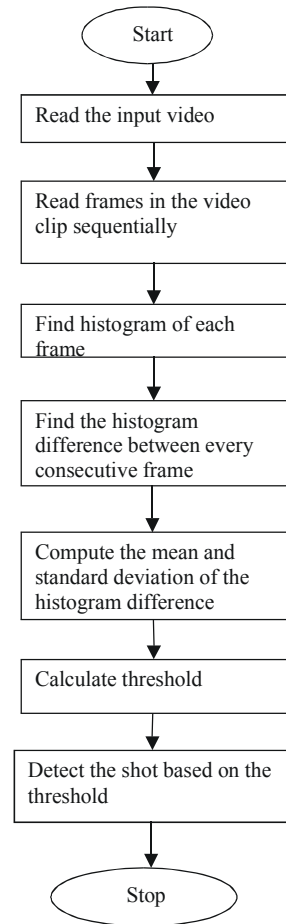 Start
Read the input video
Read frames in the video
clip sequentially
Find histogram of each
frame
Find the histogram
difference between every
consecutive frame
Compute the mean and
standard deviation of the
histogram difference
Calculate threshold
Detect the shot based on the
threshold
Stop